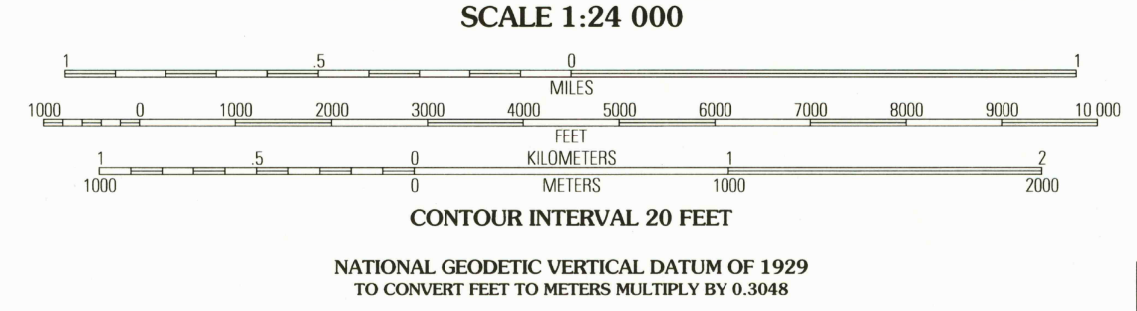 SCALE 1:24 000
1 .5 0 1
MILES
1000 0 1000 2000 3000 4000 5000 6000 7000 8000 9000 10 000
FEET
1 .5 0 KILOMETERS 1 2
1000 0 METERS 1000 2000
CONTOUR INTERVAL 20 FEET
NATIONAL GEODETIC VERTICAL DATUM OF 1929
TO CONVERT FEET TO METERS MULTIPLY BY 0.3048